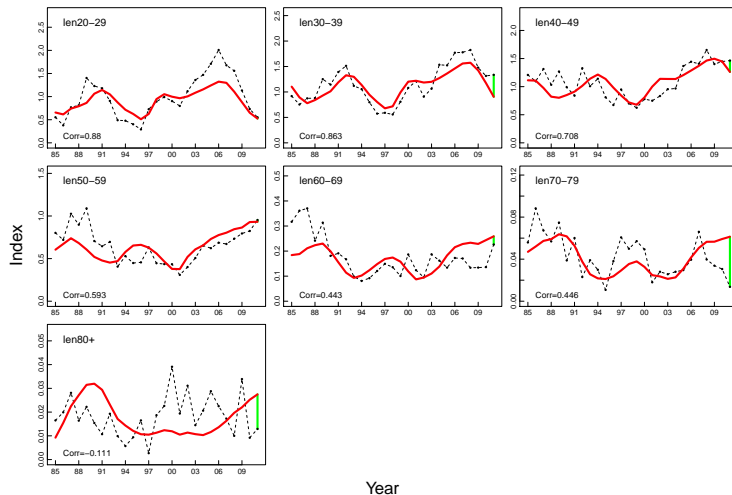 len20−29
0.0 0.5 1.0 1.5 2.0 2.5
Corr=0.88
85 88 91 94 97 00 03 06 09
len30−39
0.0 0.5 1.0 1.5 2.0 2.5
Corr=0.863
85 88 91 94 97 00 03 06 09
len40−49
0.0 0.5 1.0 1.5 2.0
Corr=0.708
85 88 91 94 97 00 03 06 09
len50−59
0.0 0.5 1.0 1.5
Corr=0.593
85 88 91 94 97 00 03 06 09
len60−69
0.0 0.1 0.2 0.3 0.4 0.5
Corr=0.443
85 88 91 94 97 00 03 06 09
len70−79
0.00 0.04 0.08 0.12
Corr=0.446
85 88 91 94 97 00 03 06 09
len80+
0.00 0.01 0.02 0.03 0.04 0.05
Corr=−0.111
85 88 91 94 97 00 03 06 09
Index
Year